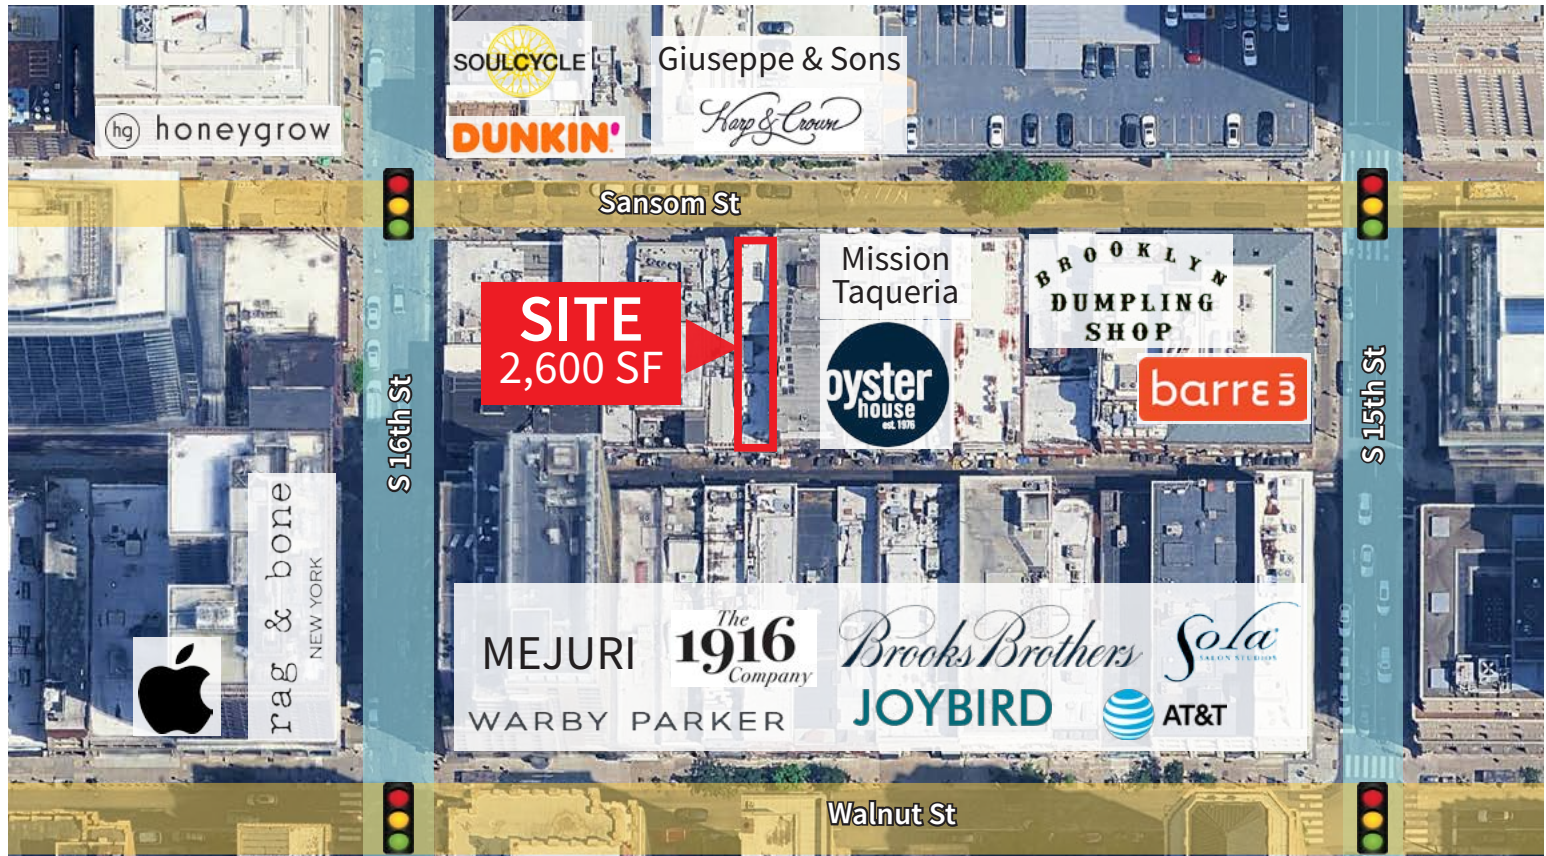 SOULCYCLE
Giuseppe & Sons
hg honeygrow
DUNKIN'
Harp & Crown
Sansom St
SITE
2,600 SF
Mission
Taqueria
oyster
house
est. 1976
BROOKLYN
DUMPLING
SHOP
barre3
S 16th St
S 15th St
rag & bone
NEW YORK
MEJURI
The
1916
Company
Brooks Brothers
Sola
SALON STUDIOS
WARBY PARKER
JOYBIRD
AT&T
Walnut St